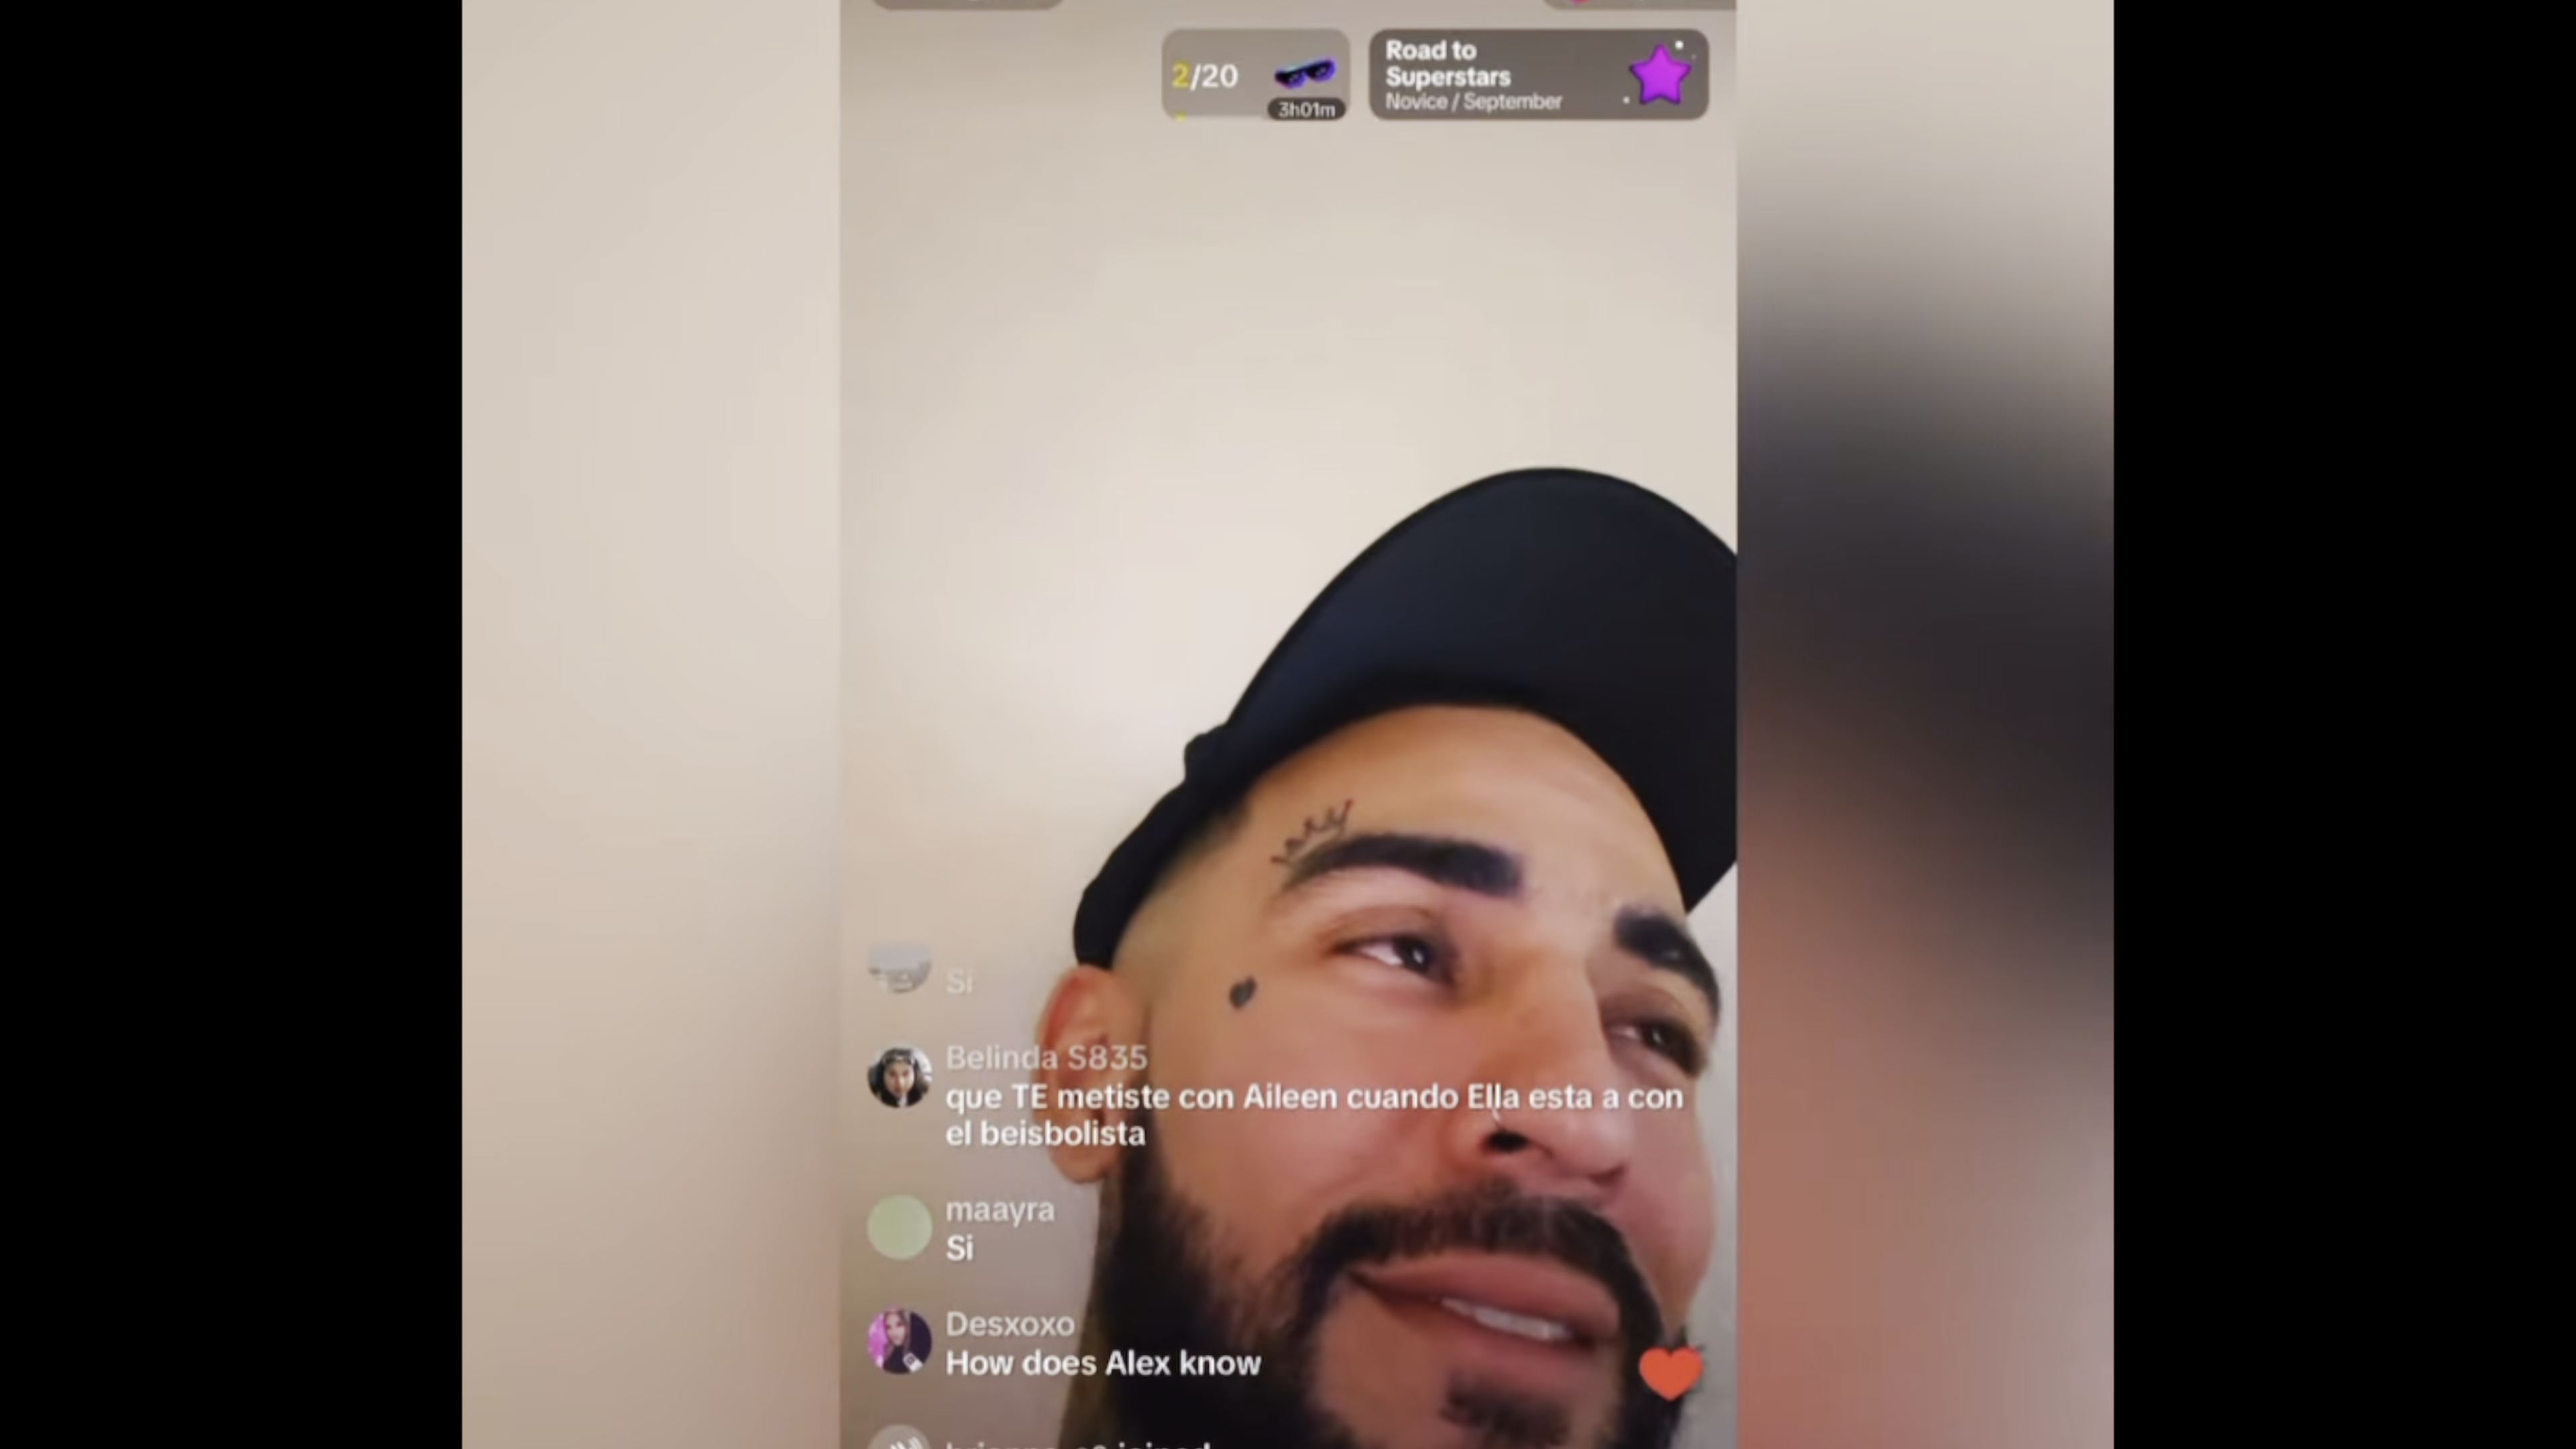 2/20
3h01m
Road to
Superstars
Novice / September
Si
Belinda S835
que TE metiste con Aileen cuando Ella esta a con
el beisbolista
maayra
Si
Desxoxo
How does Alex know
joined